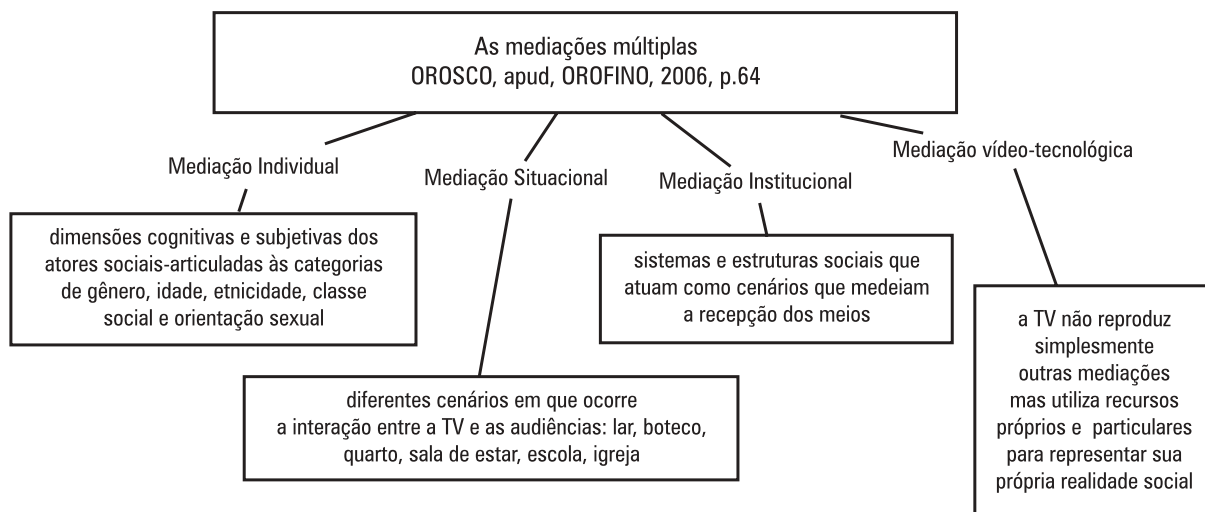 As mediações múltiplas
OROSCO, apud, OROFINO, 2006, p.64
Mediação Individual
dimensões cognitivas e subjetivas dos
atores sociais-articuladas às categorias
de gênero, idade, etnicidade, classe
social e orientação sexual
Mediação Situacional
diferentes cenários em que ocorre
a interação entre a TV e as audiências: lar, boteco,
quarto, sala de estar, escola, igreja
Mediação Institucional
sistemas e estruturas sociais que
atuam como cenários que medeiam
a recepção dos meios
Mediação vídeo-tecnológica
a TV não reproduz
simplesmente
outras mediações
mas utiliza recursos
próprios e particulares
para representar sua
própria realidade social